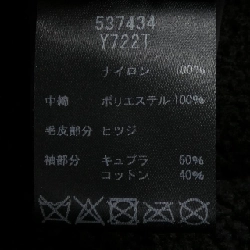 537434
Y722T
ナイロン 100%
中綿 ポリエステル 100%
毛皮部分 ヒツジ
袖部分 キュプラ 60%
コットン 40%